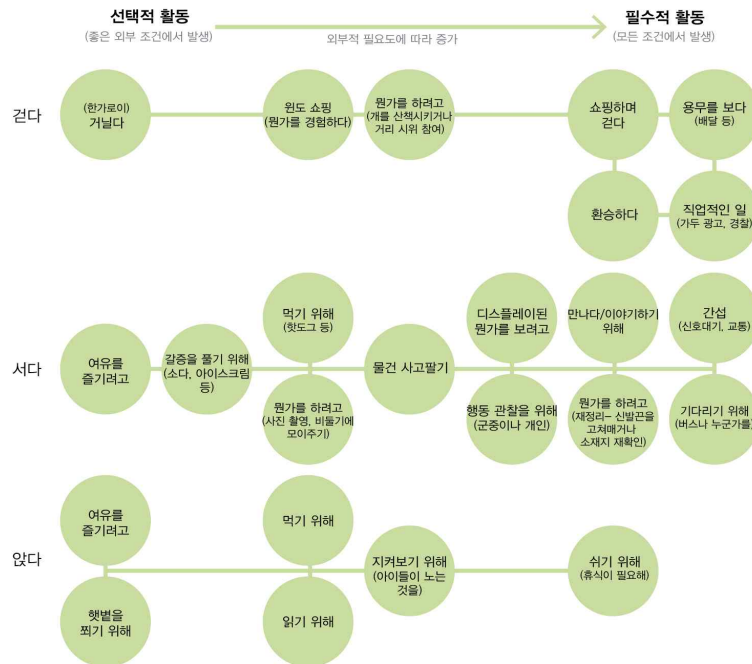 선택적 활동
(좋은 외부 조건에서 발생)
외부적 필요도에 따라 증가
필수적 활동
(모든 조건에서 발생)
걷다
(한가로이)
거닐다
윈도 쇼핑
(뭔가를 경험하다)
뭔가를 하려고
(개를 산책시키거나
거리 시위 참여)
쇼핑하며
걷다
용무를 보다
(배달 등)
환승하다
직업적인 일
(가두 광고, 경찰)
서다
여유를
즐기려고
갈증을 풀기 위해
(소다, 아이스크림
등)
먹기 위해
(핫도그 등)
뭔가를 하려고
(사진 촬영, 비둘기에
모이주기)
물건 사고팔기
디스플레이된
뭔가를 보려고
행동 관찰을 위해
(군중이나 개인)
만나다/이야기하기
위해
뭔가를 하려고
(재정리– 신발끈을
고쳐매거나
소재지 재확인)
간섭
(신호대기, 교통)
기다리기 위해
(버스나 누군가를)
앉다
여유를
즐기려고
햇볕을
쬐기 위해
먹기 위해
읽기 위해
지켜보기 위해
(아이들이 노는
것을)
쉬기 위해
(휴식이 필요해)